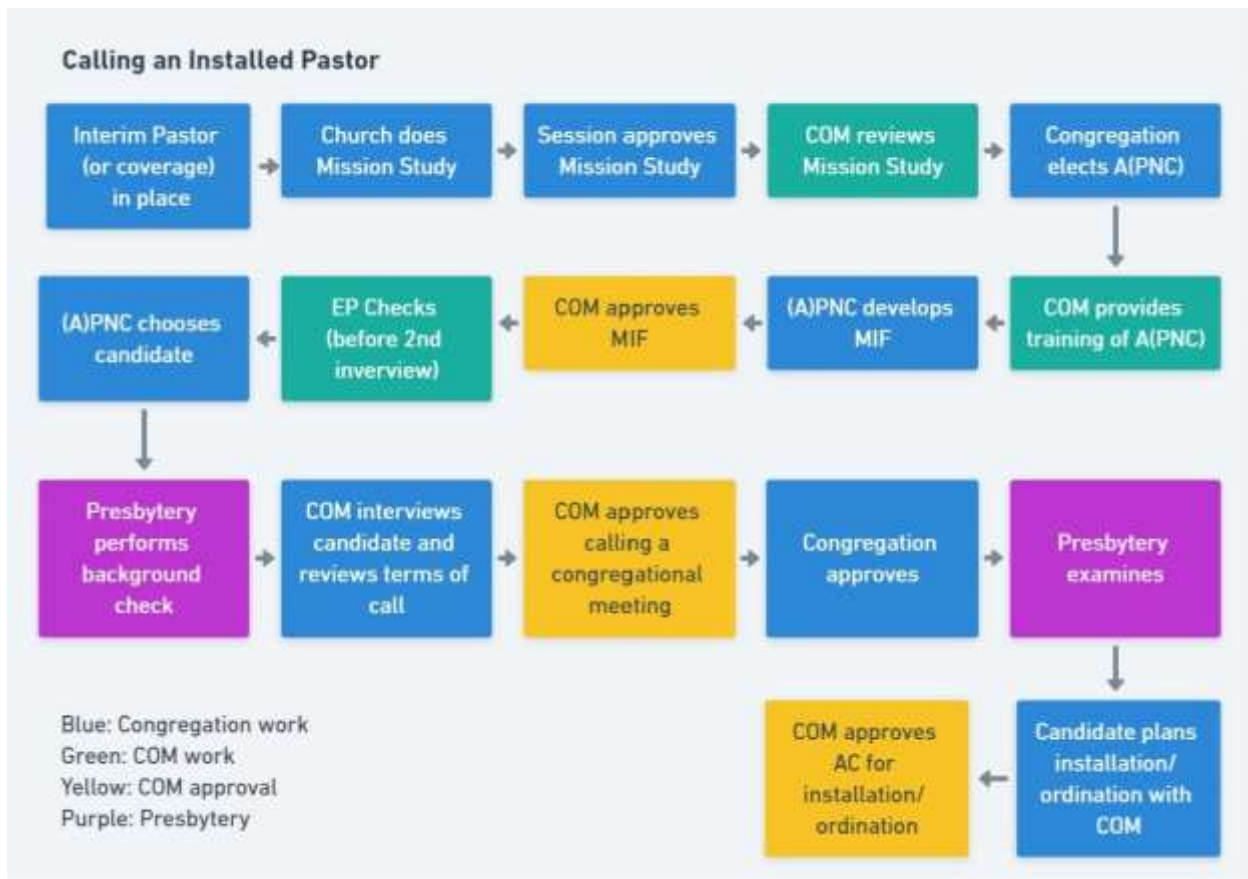 Calling an Installed Pastor
Interim Pastor
(or coverage)
in place
Church does
Mission Study
Session approves
Mission Study
COM reviews
Mission Study
Congregation
elects A(PNC)
COM provides
training of A(PNC)
(A)PNC develops
MIF
COM approves
MIF
EP Checks
(before 2nd
inverview)
(A)PNC chooses
candidate
Presbytery
performs
background
check
COM interviews
candidate and
reviews terms of
call
COM approves
calling a
congregational
meeting
Congregation
approves
Presbytery
examines
Candidate plans
installation/
ordination with
COM
COM approves
AC for
installation/
ordination
Blue: Congregation work
Green: COM work
Yellow: COM approval
Purple: Presbytery